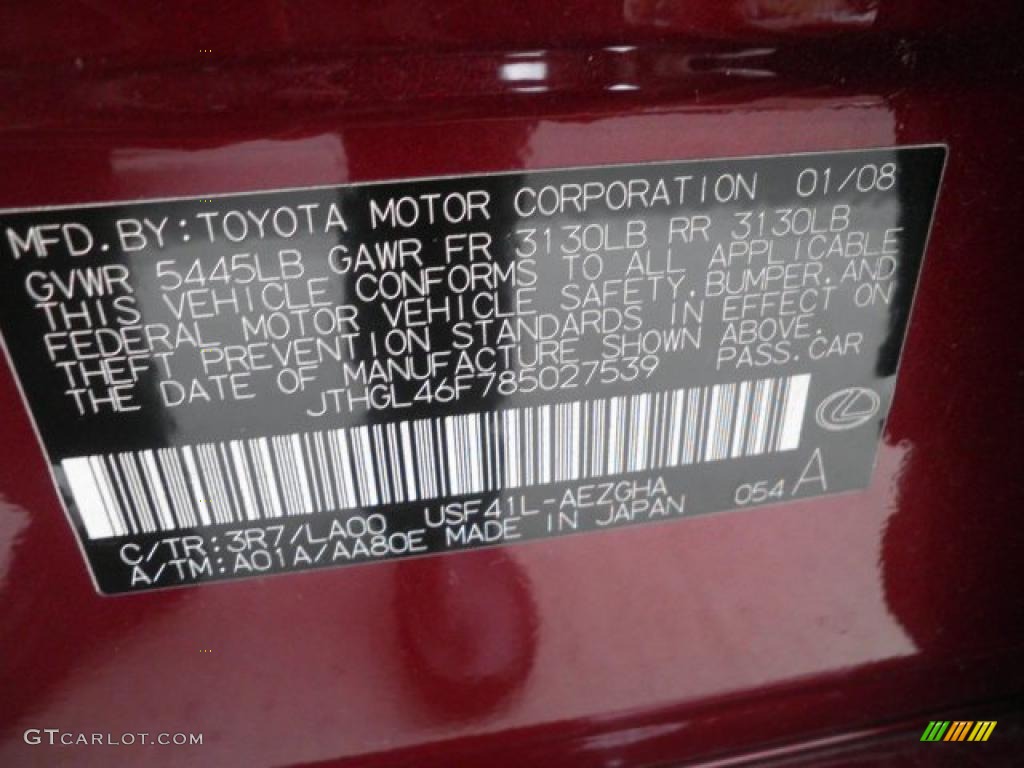 MFD. BY: TOYOTA MOTOR CORPORATION 01/08
GVWR 5445LB GAWR FR 3130LB RR 3130LB
THIS VEHICLE CONFORMS TO ALL APPLICABLE
FEDERAL MOTOR VEHICLE SAFETY, BUMPER, AND
THEFT PREVENTION STANDARDS IN EFFECT ON
THE DATE OF MANUFACTURE SHOWN ABOVE.
JTHGL46F785027539 PASS. CAR
C/TR: 3R7/LA00 USF41L-AEZGHA 054 A
A/TM: A01A/AA80E MADE IN JAPAN
GTCARLOT.COM